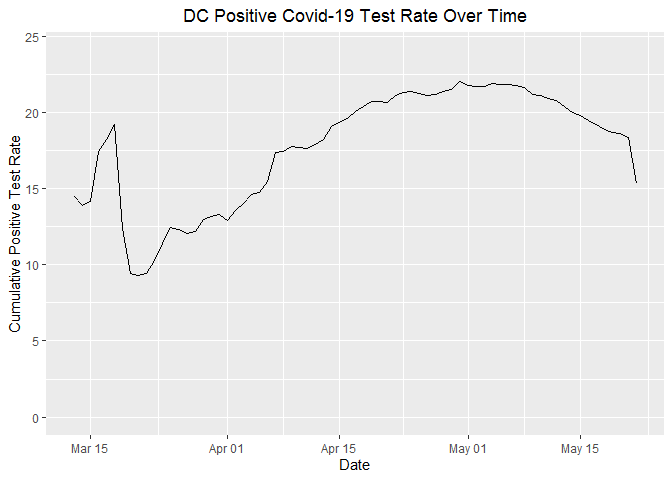 DC Positive Covid-19 Test Rate Over Time
25
20
15
10
5
0
Cumulative Positive Test Rate
Mar 15 Apr 01 Apr 15 May 01 May 15
Date